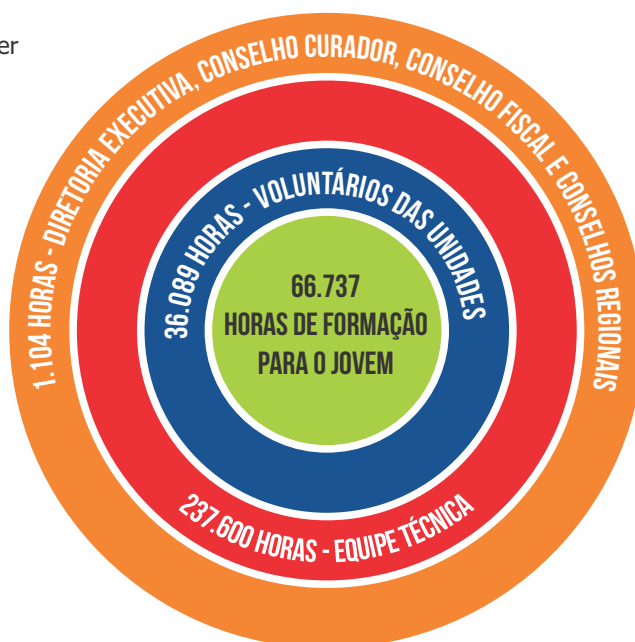 er
1.104 HORAS - DIRETORIA EXECUTIVA, CONSELHO CURADOR, CONSELHO FISCAL E CONSELHOS REGIONAIS
36.089 HORAS - VOLUNTÁRIOS DAS UNIDADES
66.737
HORAS DE FORMAÇÃO
PARA O JOVEM
237.600 HORAS - EQUIPE TÉCNICA